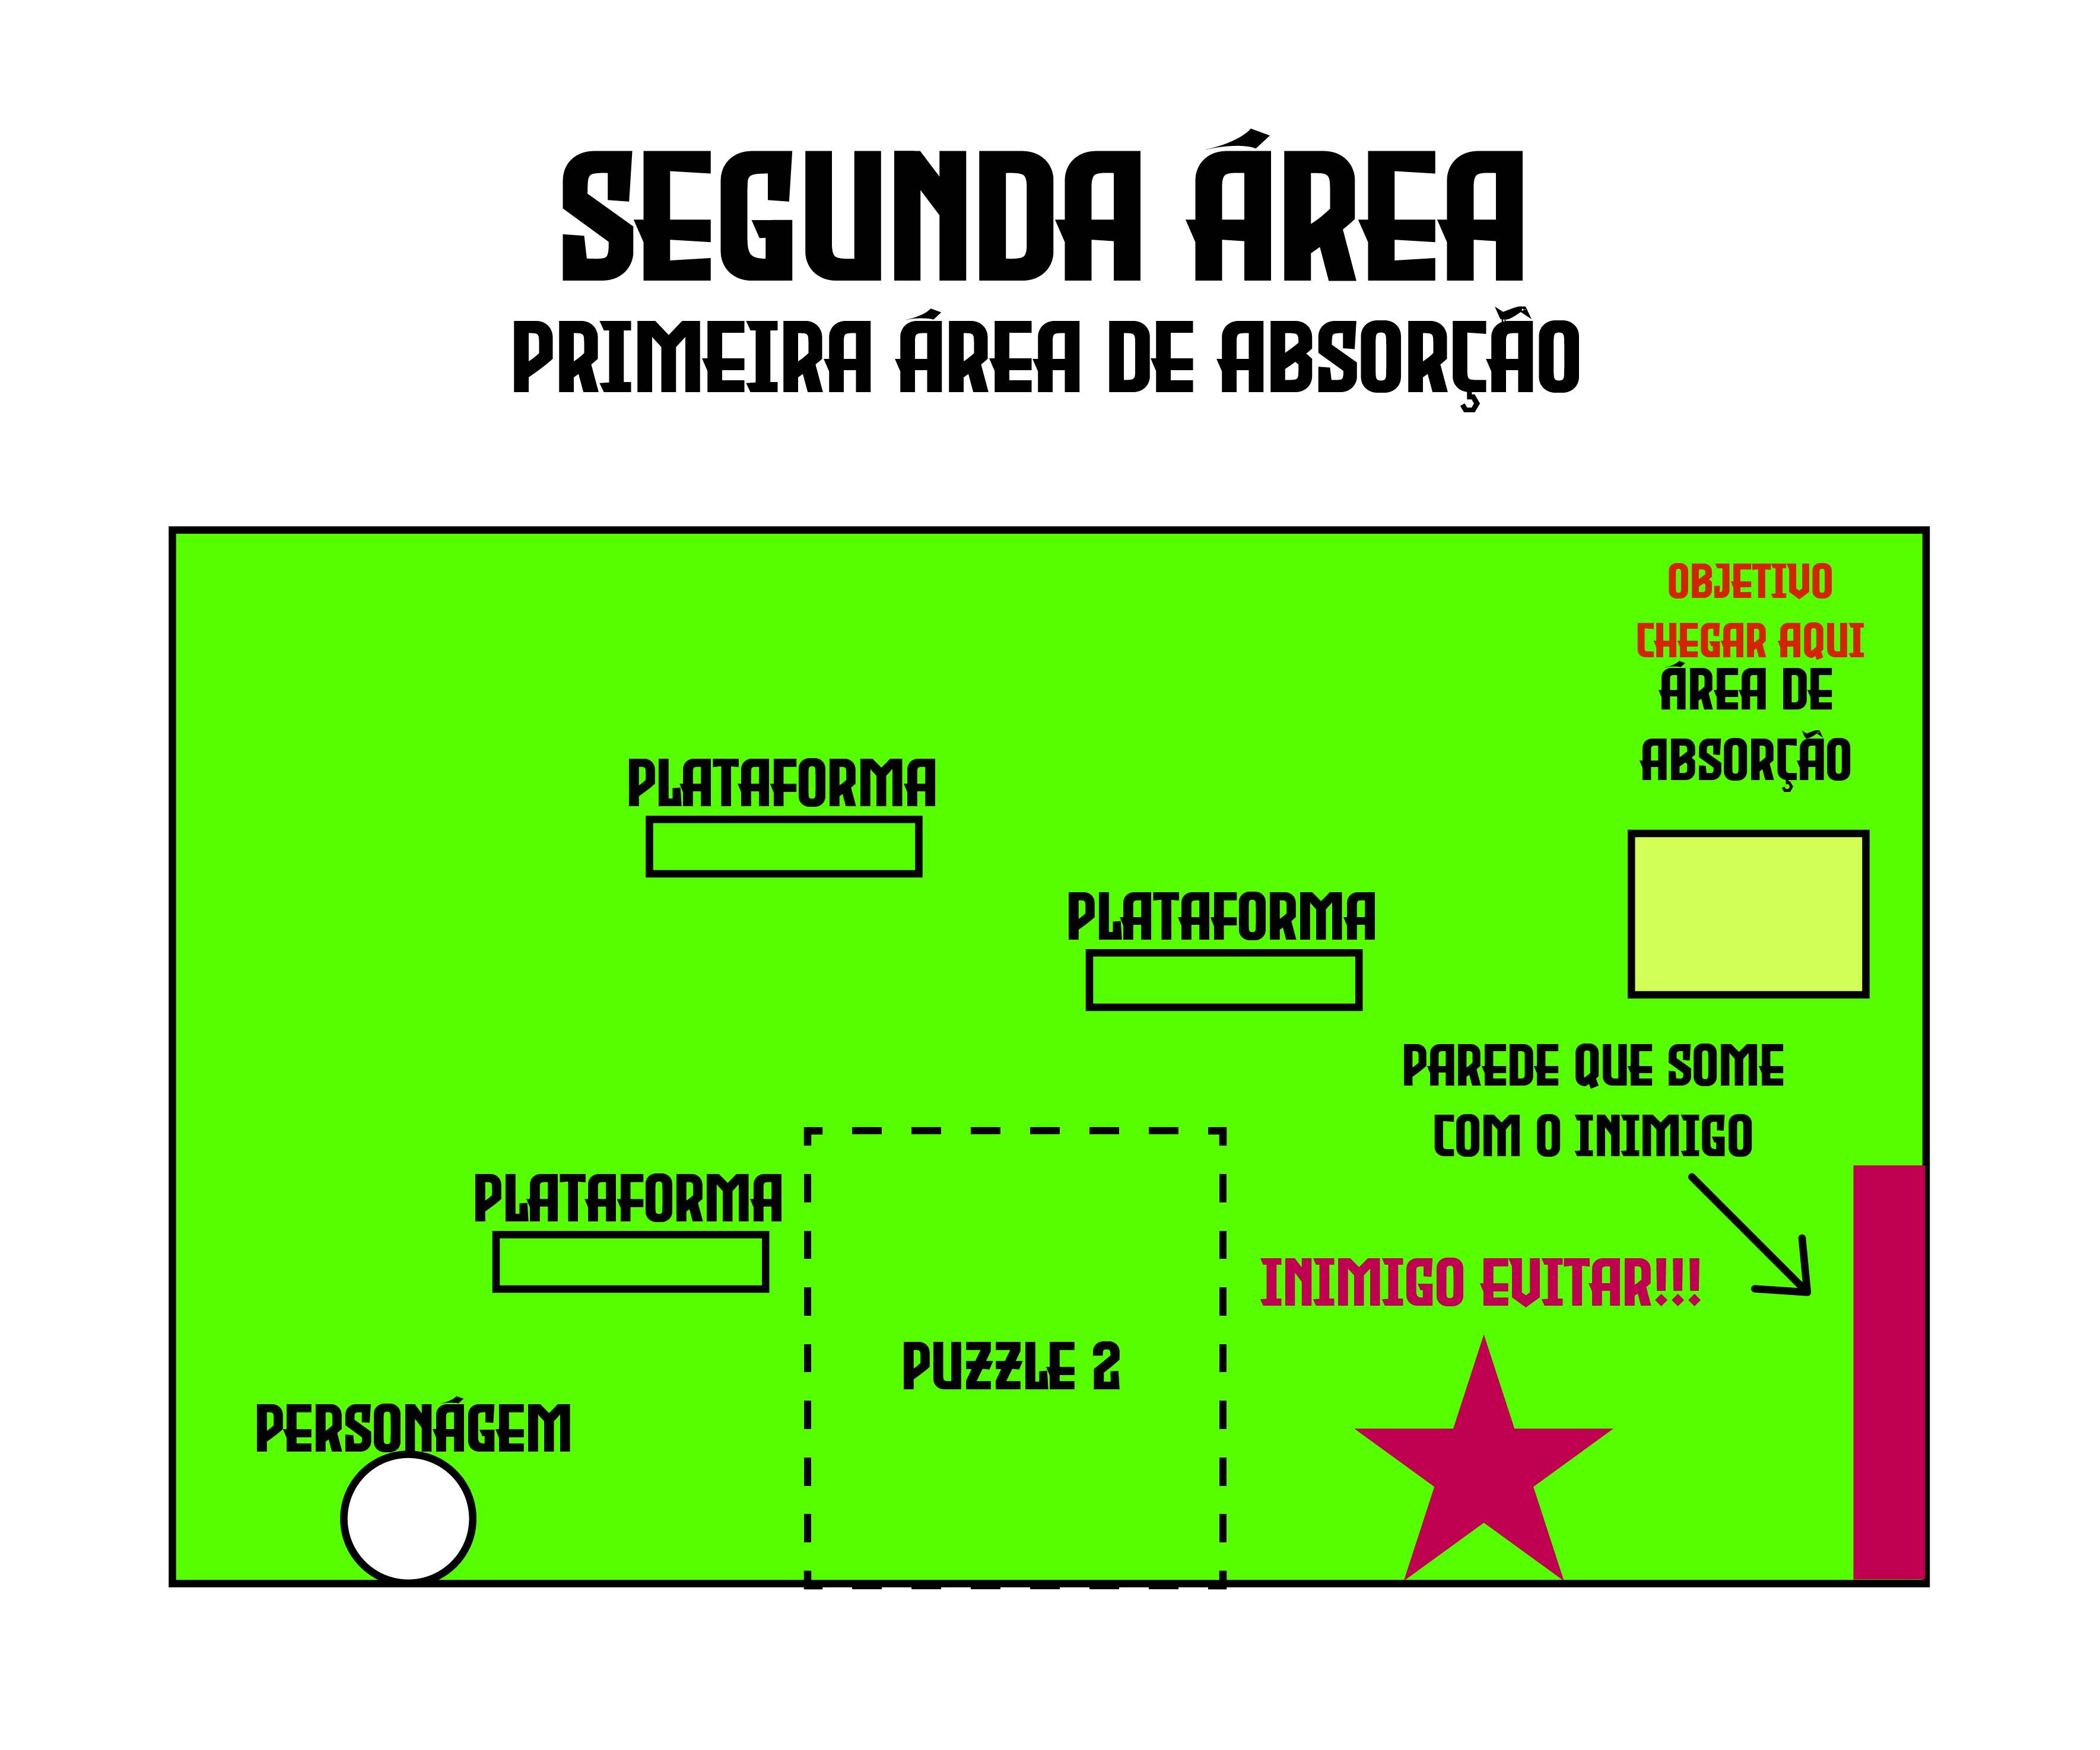 SEGUNDA ÁREA
PRIMEIRA ÁREA DE ABSORÇÃO
OBJETIVO
CHEGAR AQUI
ÁREA DE
ABSORÇÃO
PLATAFORMA
PLATAFORMA
PAREDE QUE SOME
COM O INIMIGO
PLATAFORMA
INIMIGO EVITAR!!!
PUZZLE 2
PERSONÁGEM